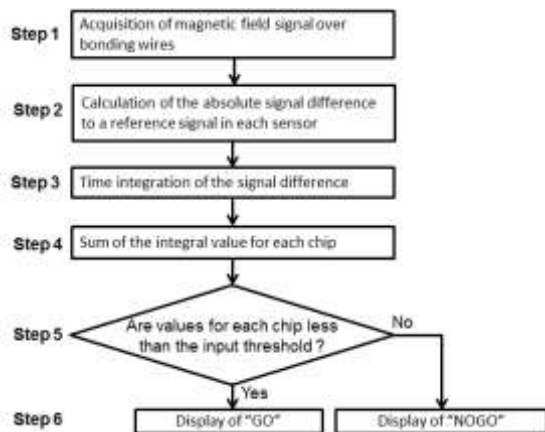 Step 1
Acquisition of magnetic field signal over
bonding wires
Step 2
Calculation of the absolute signal difference
to a reference signal in each sensor
Step 3
Time integration of the signal difference
Step 4
Sum of the integral value for each chip
Step 5
Are values for each chip less
than the input threshold ?
No
Yes
Step 6
Display of "GO"
Display of "NOGO"